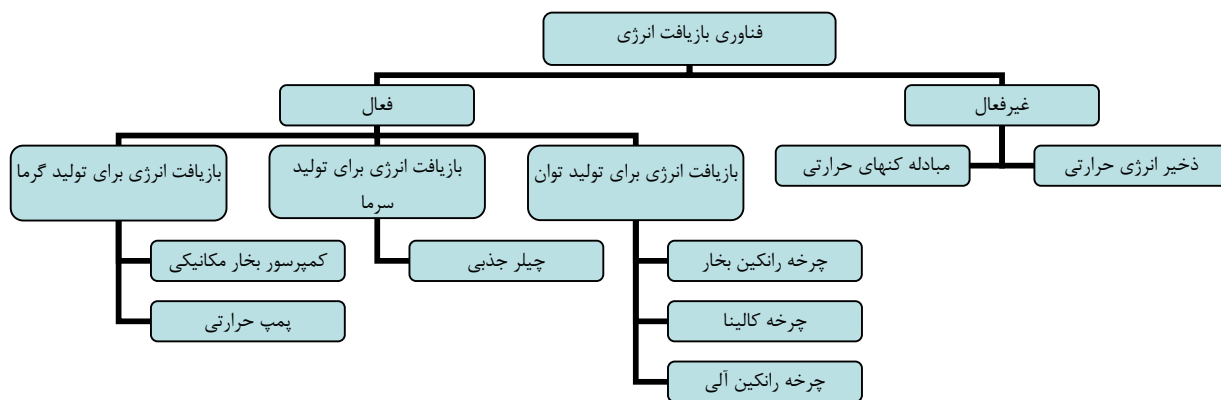 فناوری بازیافت انرژی
غیرفعال
فعال
ذخیر انرژی حرارتی
مبادله کنهای حرارتی
بازیافت انرژی برای تولید توان
بازیافت انرژی برای تولید
سرما
بازیافت انرژی برای تولید گرما
چرخه رانکین بخار
چیلر جذبی
کمپرسور بخار مکانیکی
چرخه کالینا
پمپ حرارتی
چرخه رانکین آلی